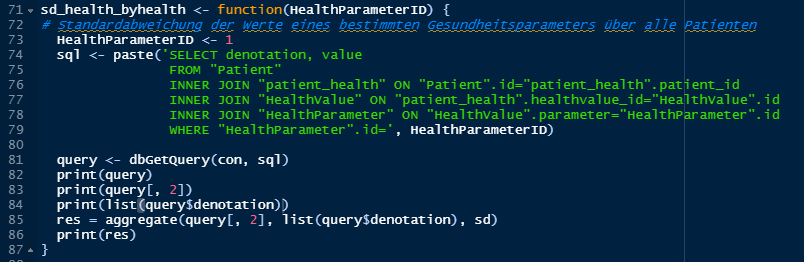 71 sd_health_byhealth <- function(HealthParameterID) {
72 # Standardabweichung der Werte eines bestimmten Gesundheitsparameters über alle Patienten
73 HealthParameterID <- 1
74 sql <- paste('SELECT denotation, value
75 FROM "Patient"
76 INNER JOIN "patient_health" ON "Patient".id="patient_health".patient_id
77 INNER JOIN "HealthValue" ON "patient_health".healthvalue_id="HealthValue".id
78 INNER JOIN "HealthParameter" ON "HealthValue".parameter="HealthParameter".id
79 WHERE "HealthParameter".id=', HealthParameterID)
80
81 query <- dbGetQuery(con, sql)
82 print(query)
83 print(query[, 2])
84 print(list(query$denotation))
85 res = aggregate(query[, 2], list(query$denotation), sd)
86 print(res)
87 }